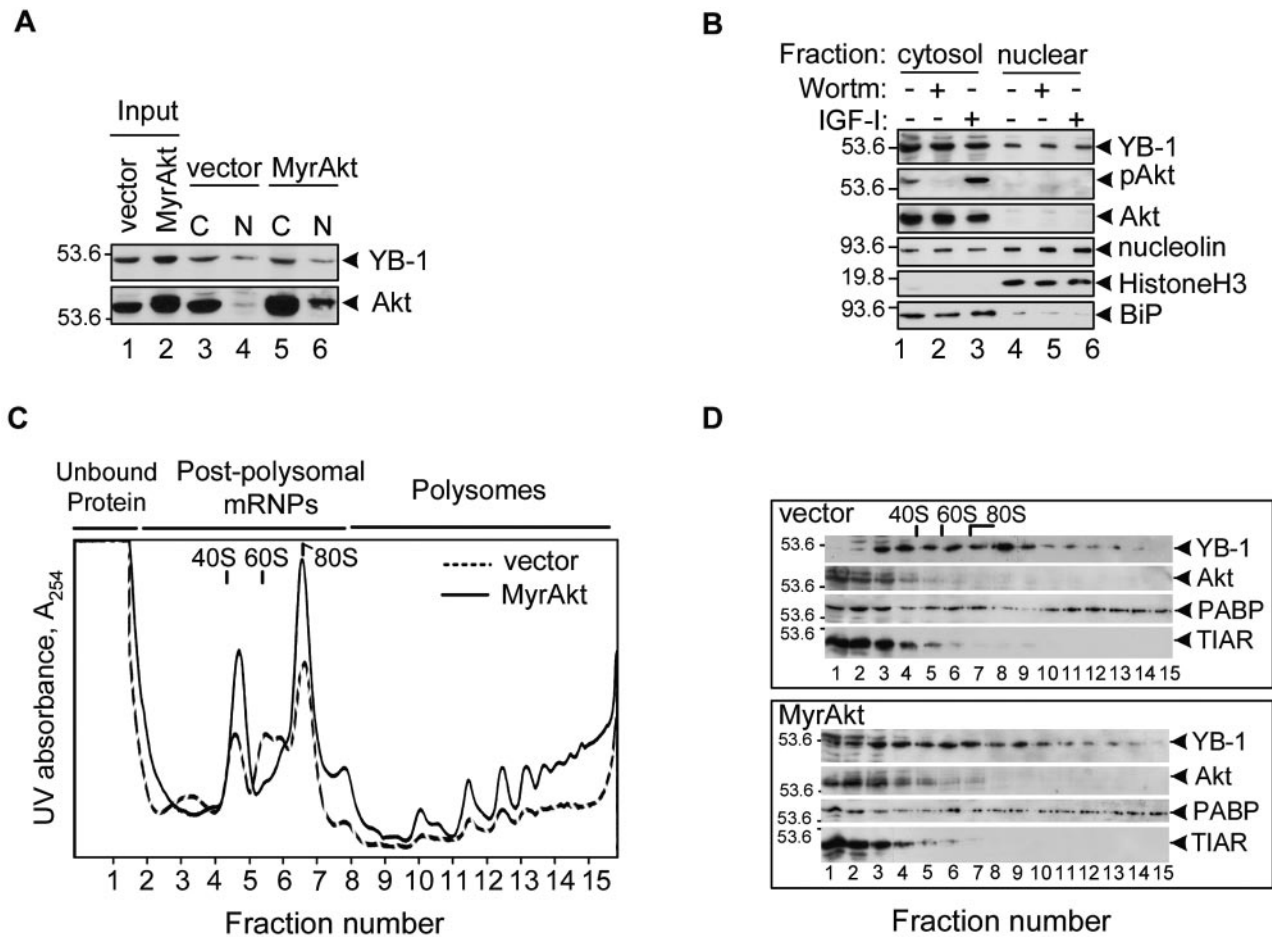 A
Input
vector
MyrAkt
vector MyrAkt
C N C N
53.6 YB-1
53.6 Akt
1 2 3 4 5 6
B
Fraction: cytosol nuclear
Wortm: - + - - + -
IGF-I: - - + - - +
53.6 YB-1
53.6 pAkt
Akt
93.6 nucleolin
19.8 HistoneH3
93.6 BiP
1 2 3 4 5 6
C
Unbound Protein
Post-polysomal mRNPs
Polysomes
40S 60S 80S
vector
MyrAkt
UV absorbance, A254
1 2 3 4 5 6 7 8 9 10 11 12 13 14 15
Fraction number
D
vector 40S 60S 80S
53.6 YB-1
53.6 Akt
53.6 PABP
53.6 TIAR
1 2 3 4 5 6 7 8 9 10 11 12 13 14 15
MyrAkt
53.6 YB-1
53.6 Akt
53.6 PABP
53.6 TIAR
1 2 3 4 5 6 7 8 9 10 11 12 13 14 15
Fraction number